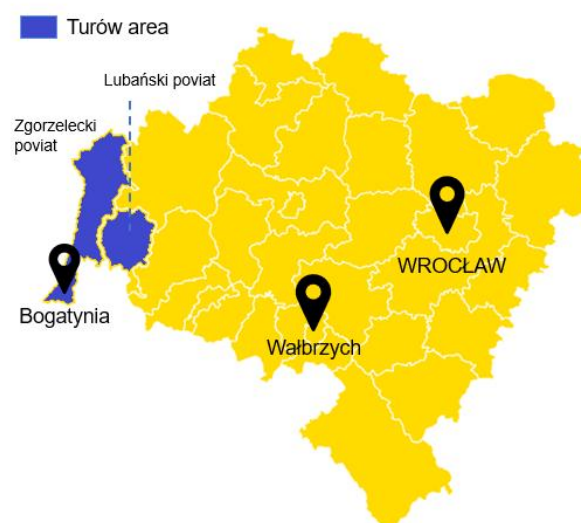 Turów area
Lubański poviat
Zgorzelecki
poviat
WROCŁAW
Bogatynia
Wałbrzych